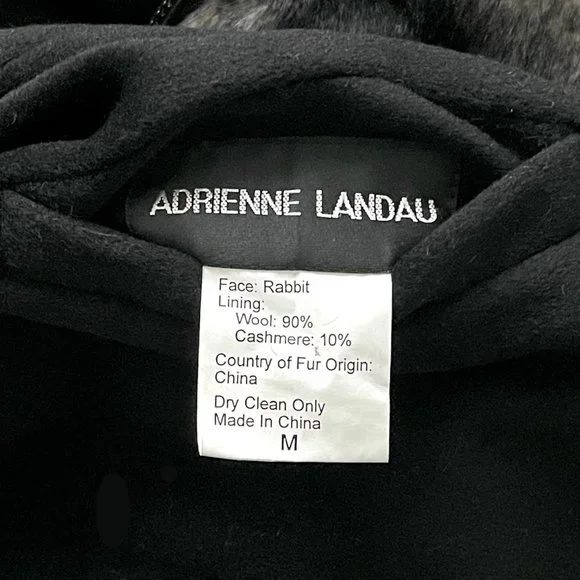 ADRIENNE LANDAU
Face: Rabbit
Lining:
Wool: 90%
Cashmere: 10%
Country of Fur Origin:
China
Dry Clean Only
Made In China
M